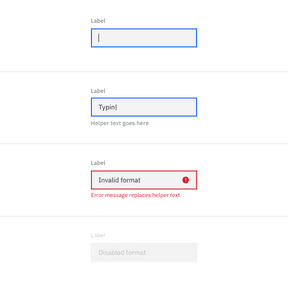 Label
Label
Typin
Helper text goes here
Label
Invalid format
Error message replaces helper text
Label
Disabled format